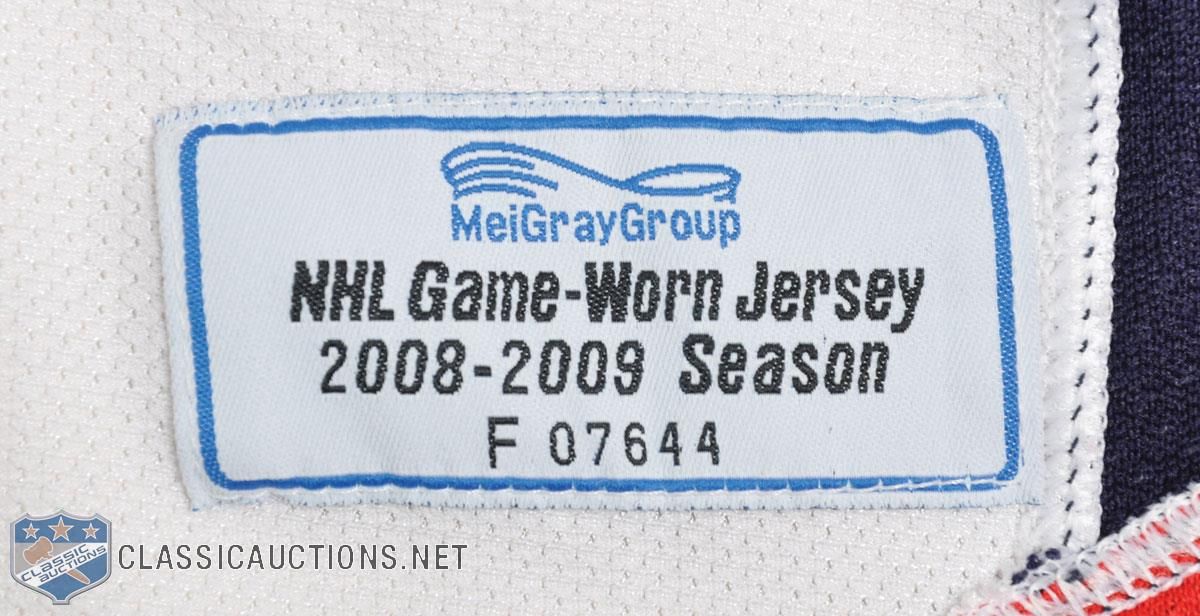 MeiGrayGroup
NHL Game-Worn Jersey
2008-2009 Season
F 07644
CLASSIC
AUCTIONS
CLASSICAUCTIONS.NET